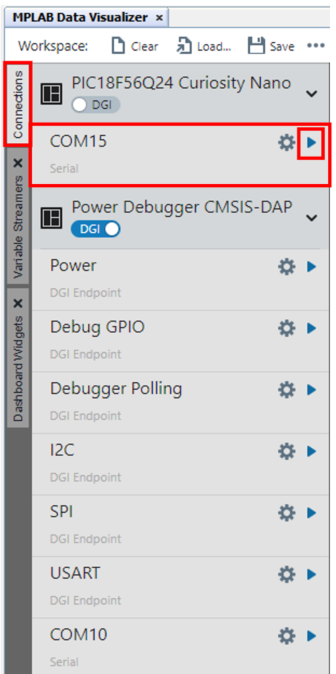 MPLAB Data Visualizer ×
Workspace: Clear Load... Save •••
Connections
PIC18F56Q24 Curiosity Nano
DGI
COM15
Serial
Variable Streamers ×
Power Debugger CMSIS-DAP
DGI
Power
DGI Endpoint
Dashboard Widgets ×
Debug GPIO
DGI Endpoint
Debugger Polling
DGI Endpoint
I2C
DGI Endpoint
SPI
DGI Endpoint
USART
DGI Endpoint
COM10
Serial